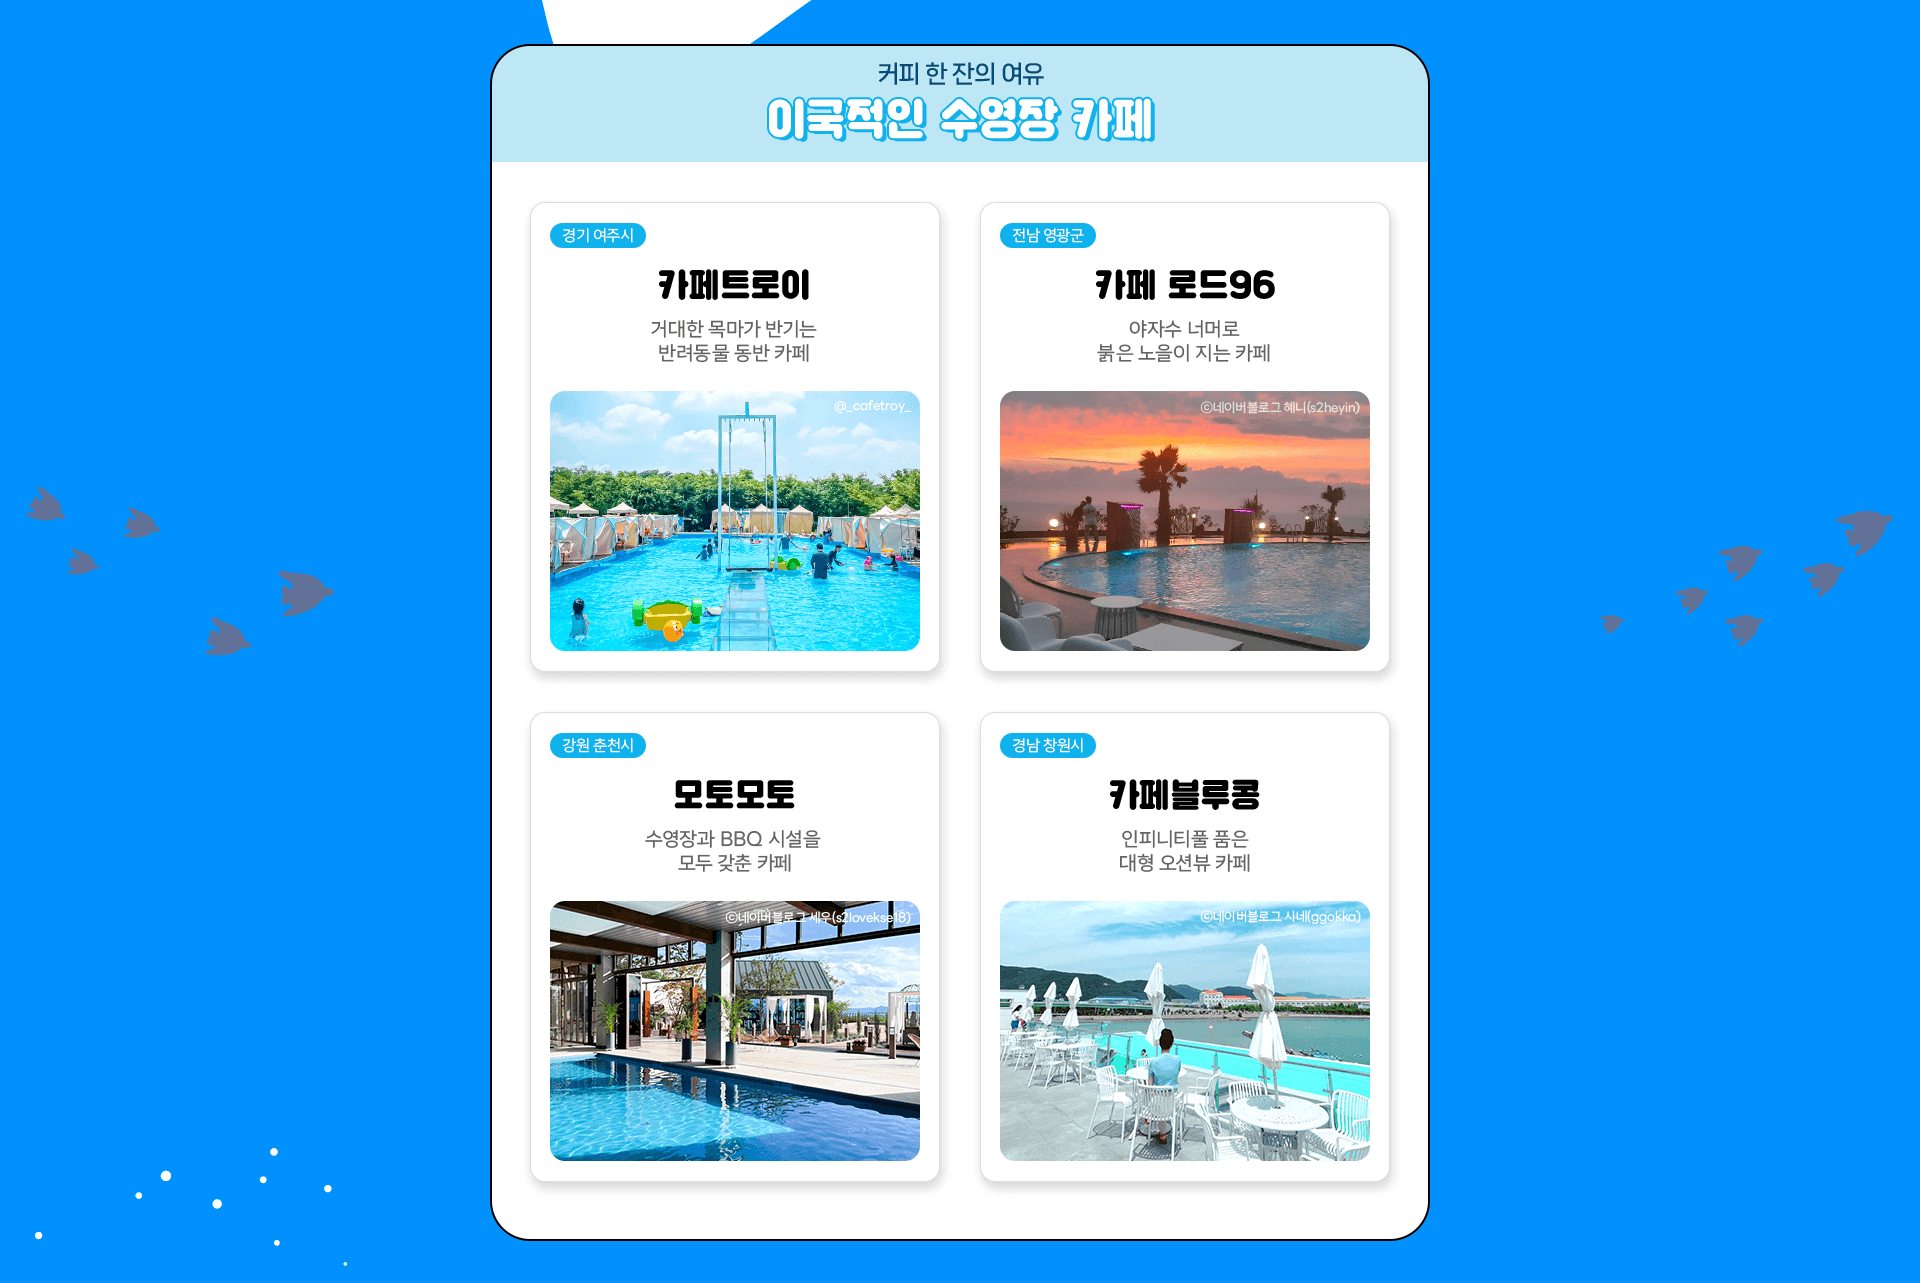 커피 한 잔의 여유
이국적인 수영장 카페
경기 여주시
카페트로이
거대한 목마가 반기는
반려동물 동반 카페
@_cafetroy_
전남 영광군
카페 로드96
야자수 너머로
붉은 노을이 지는 카페
ⓒ네이버블로그 혜니(s2heyin)
강원 춘천시
모토모토
수영장과 BBQ 시설을
모두 갖춘 카페
ⓒ네이버블로그 세우(s2lovekse18)
경남 창원시
카페블루콩
인피니티풀 품은
대형 오션뷰 카페
ⓒ네이버블로그 시네(ggokka)